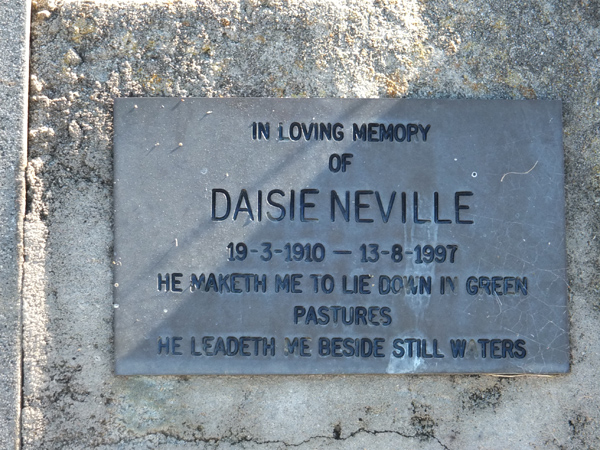 IN LOVING MEMORY
OF
DAISIE NEVILLE
19-3-1910 — 13-8-1997
HE MAKETH ME TO LIE DOWN IN GREEN
PASTURES
HE LEADETH ME BESIDE STILL WATERS